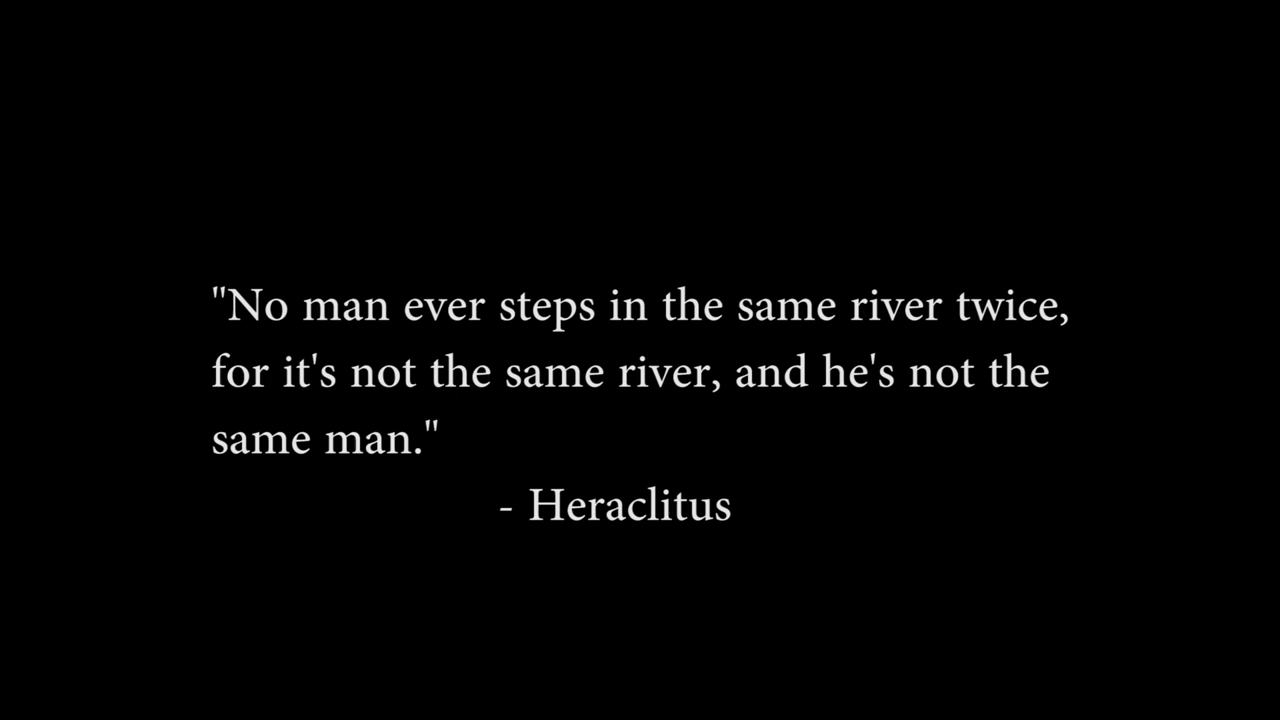 "No man ever steps in the same river twice,
for it's not the same river, and he's not the
same man."
- Heraclitus